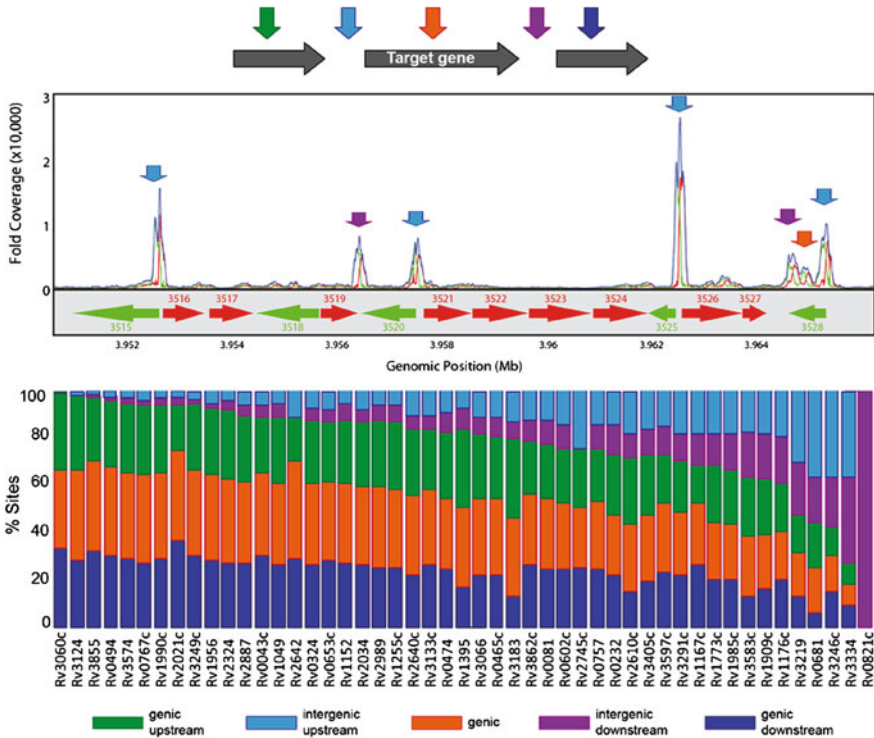 Target gene
Fold Coverage (x10,000)
3
2
1
0
3516
3517
3519
3521
3522
3523
3524
3526
3527
3515
3518
3520
3525
3528
3.952
3.954
3.956
3.958
3.96
3.962
3.964
Genomic Position (Mb)
% Sites
100
80
60
40
20
0
Rv3060c
Rv3124
Rv3855
Rv0494
Rv3574
Rv0767c
Rv1990c
Rv2021c
Rv3249c
Rv1956
Rv2324
Rv2887
Rv0043c
Rv1049
Rv2642
Rv0324
Rv0653c
Rv1152
Rv2034
Rv2989
Rv1255c
Rv2640c
Rv3133c
Rv0474
Rv1395
Rv3066
Rv0465c
Rv3183
Rv3862c
Rv0081
Rv0602c
Rv2745c
Rv0757
Rv0232
Rv2610c
Rv3405c
Rv3597c
Rv3291c
Rv1167c
Rv1773c
Rv1985c
Rv3583c
Rv1909c
Rv1176c
Rv3219
Rv0681
Rv3246c
Rv3334
Rv0821c
genic upstream
intergenic upstream
genic
intergenic downstream
genic downstream